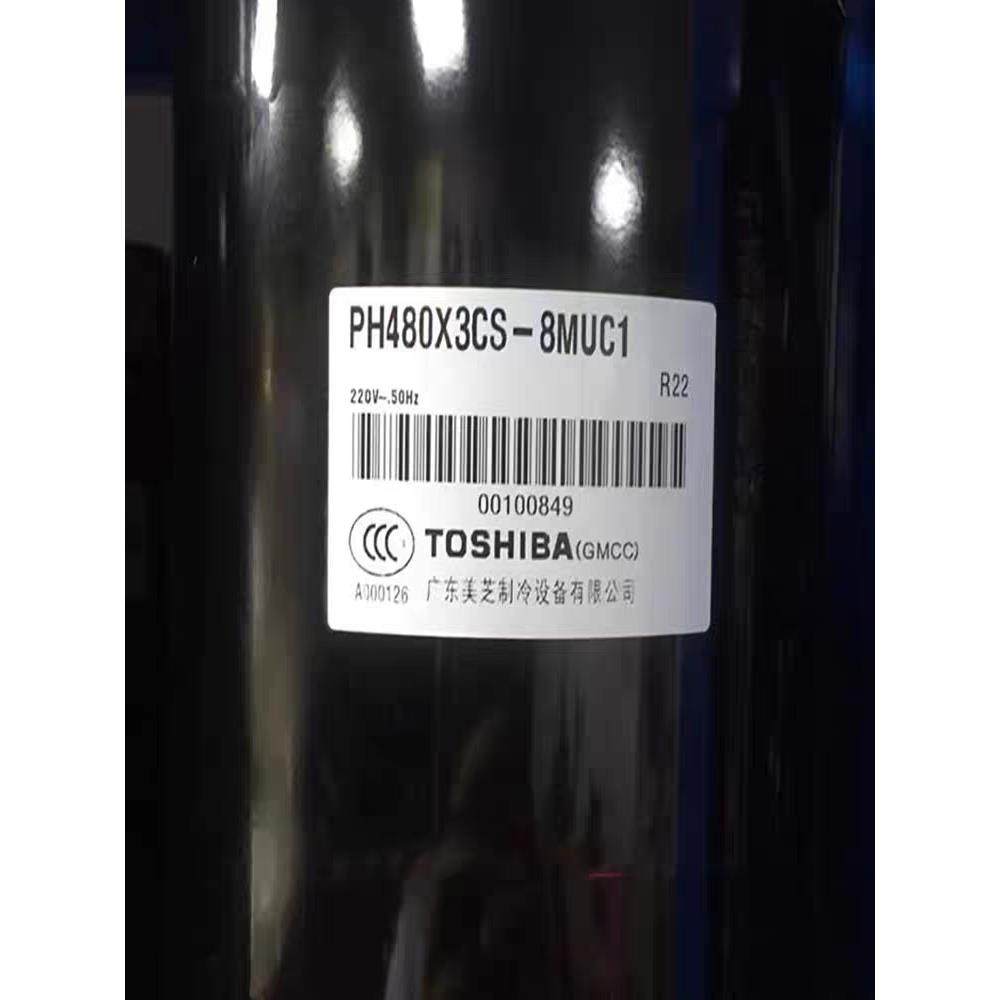 PH480X3CS-8MUC1
R22
220V~.50Hz
00100849
CCC TOSHIBA(GMCC)
A000126 广东美芝制冷设备有限公司